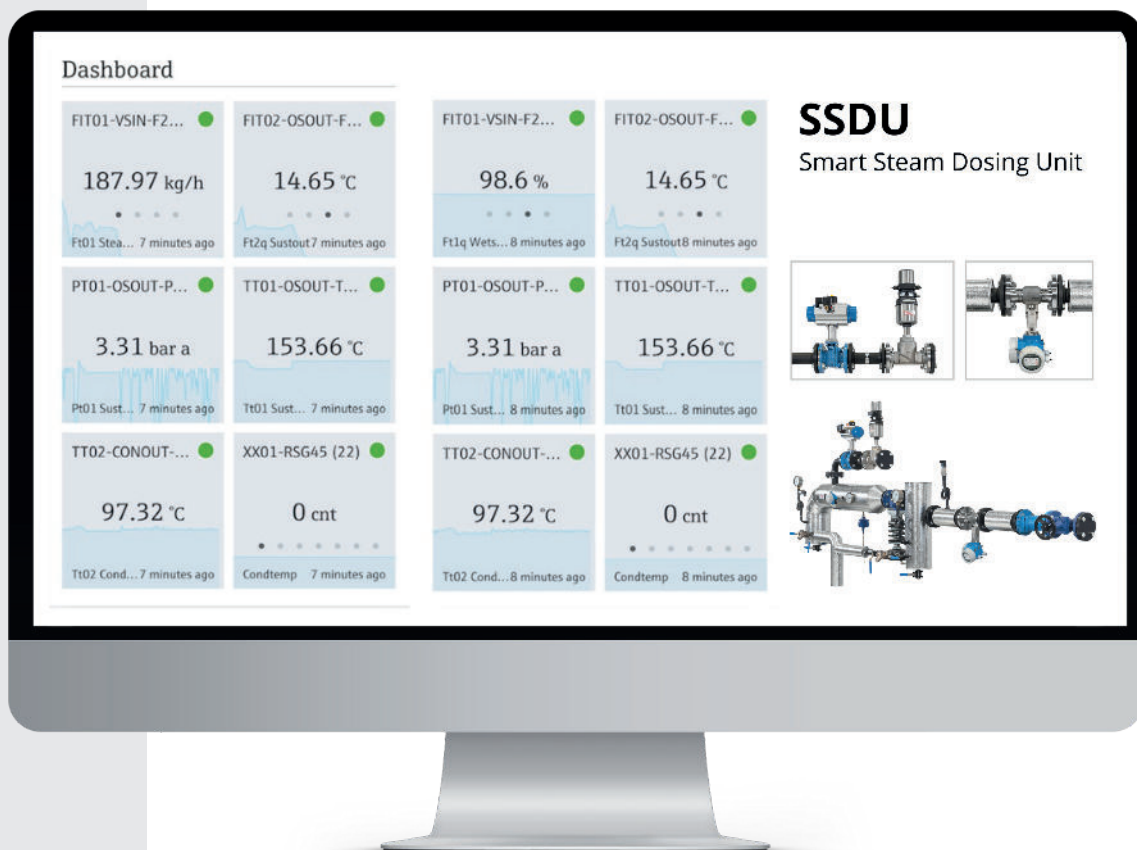 Dashboard
FIT01-VSIN-F2...
FIT02-OSOUT-F...
187.97 kg/h
14.65 °C
Ft01 Stea... 7 minutes ago
Ft2q Sustout 7 minutes ago
PT01-OSOUT-P...
TT01-OSOUT-T...
3.31 bar a
153.66 °C
Pt01 Sust... 7 minutes ago
Tt01 Sust... 7 minutes ago
TT02-CONOUT-...
XX01-RSG45 (22)
97.32 °C
0 cnt
Tt02 Cond... 7 minutes ago
Condtemp 7 minutes ago
FIT01-VSIN-F2...
FIT02-OSOUT-F...
98.6 %
14.65 °C
Ft1q Wets... 8 minutes ago
Ft2q Sustout 8 minutes ago
PT01-OSOUT-P...
TT01-OSOUT-T...
3.31 bar a
153.66 °C
Pt01 Sust... 8 minutes ago
Tt01 Sust... 8 minutes ago
TT02-CONOUT-...
XX01-RSG45 (22)
97.32 °C
0 cnt
Tt02 Cond... 8 minutes ago
Condtemp 8 minutes ago
SSDU
Smart Steam Dosing Unit